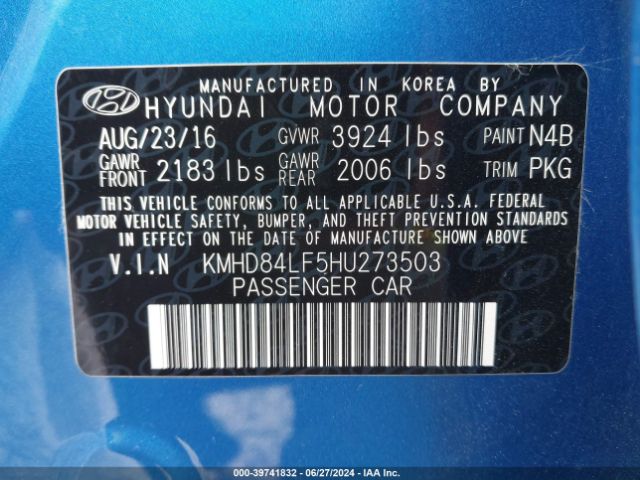 MANUFACTURED IN KOREA BY
HYUNDAI MOTOR COMPANY
AUG/23/16 GVWR 3924 lbs PAINT N4B
GAWR FRONT 2183 lbs GAWR REAR 2006 lbs TRIM PKG
THIS VEHICLE CONFORMS TO ALL APPLICABLE U.S.A. FEDERAL
MOTOR VEHICLE SAFETY, BUMPER, AND THEFT PREVENTION STANDARDS
IN EFFECT ON THE DATE OF MANUFACTURE SHOWN ABOVE
V.I.N KMHD84LF5HU273503
PASSENGER CAR
000-39741832 - 06/27/2024 - IAA Inc.